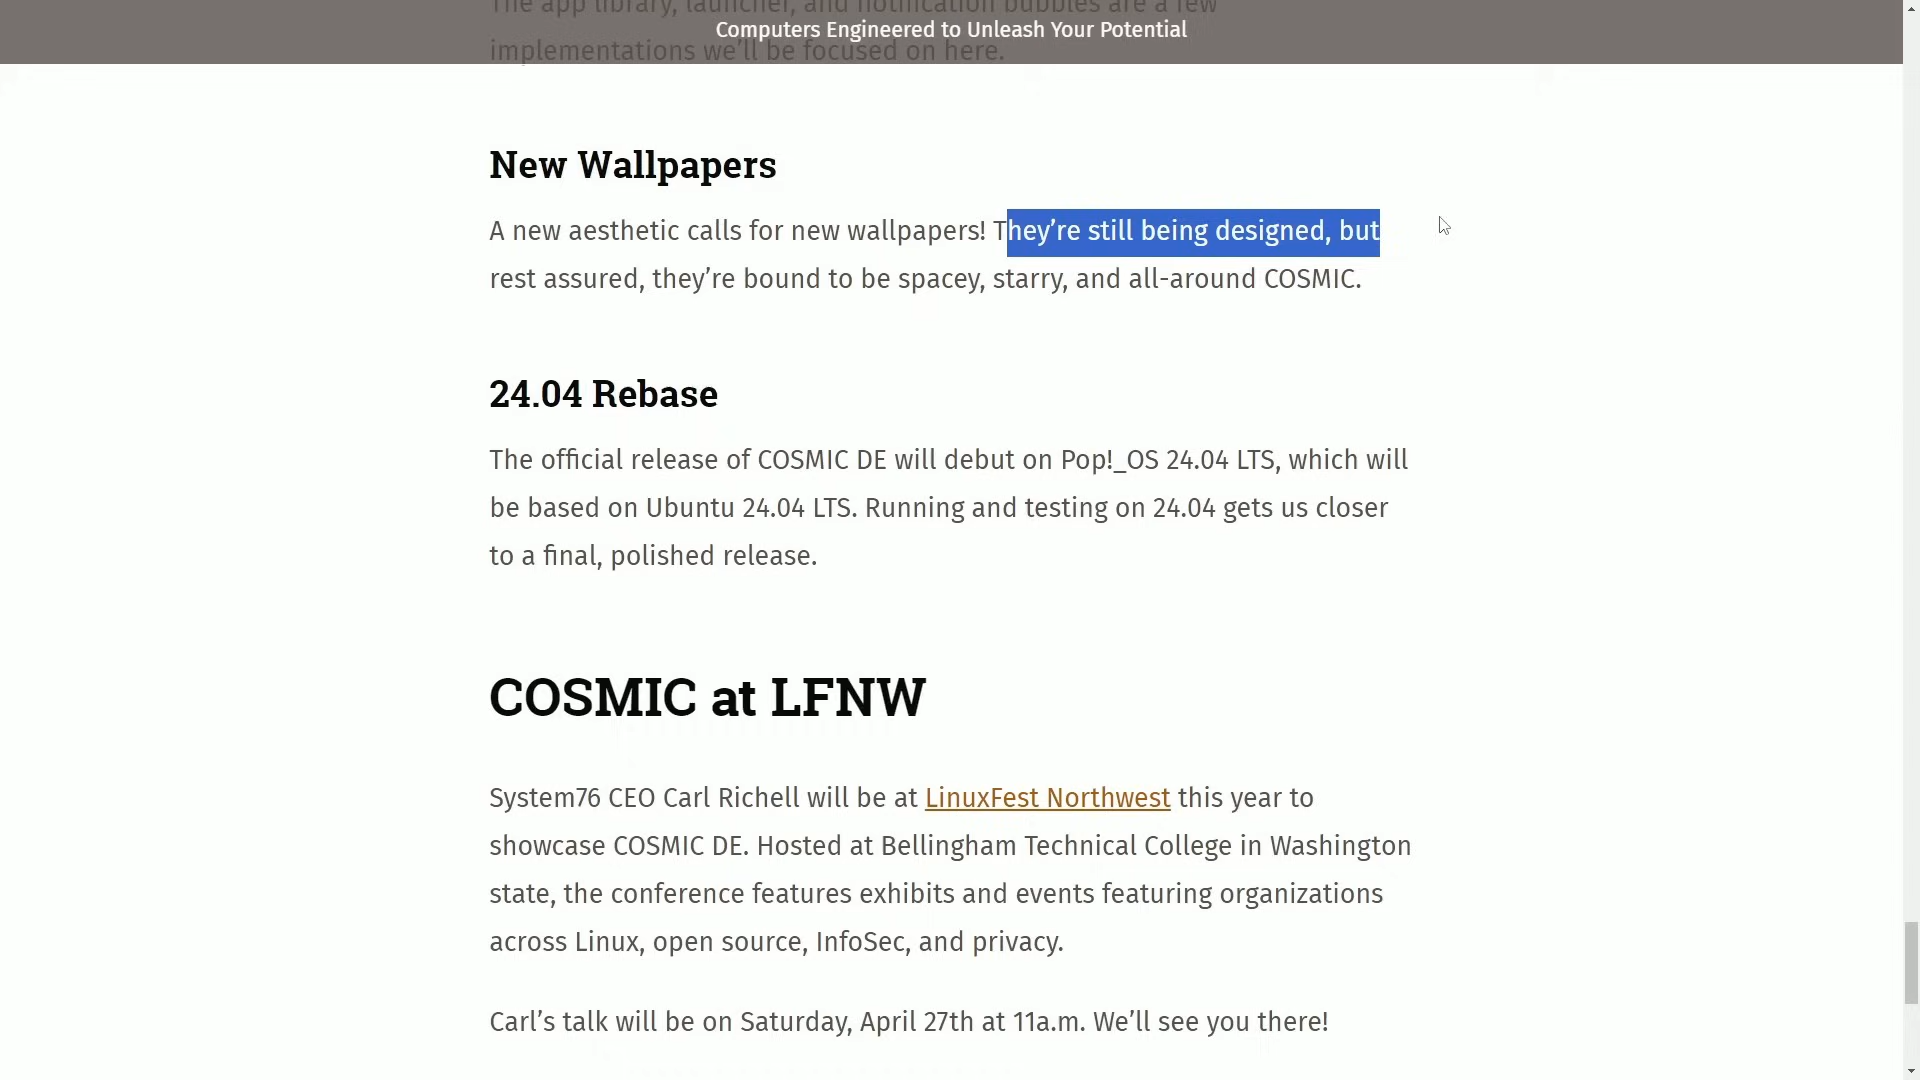 The app library, launcher, and notification bubbles are a few
Computers Engineered to Unleash Your Potential
implementations we’ll be focused on here.
New Wallpapers
A new aesthetic calls for new wallpapers! They’re still being designed, but
rest assured, they’re bound to be spacey, starry, and all-around COSMIC.
24.04 Rebase
The official release of COSMIC DE will debut on Pop!_OS 24.04 LTS, which will
be based on Ubuntu 24.04 LTS. Running and testing on 24.04 gets us closer
to a final, polished release.
COSMIC at LFNW
System76 CEO Carl Richell will be at LinuxFest Northwest this year to
showcase COSMIC DE. Hosted at Bellingham Technical College in Washington
state, the conference features exhibits and events featuring organizations
across Linux, open source, InfoSec, and privacy.
Carl’s talk will be on Saturday, April 27th at 11a.m. We’ll see you there!